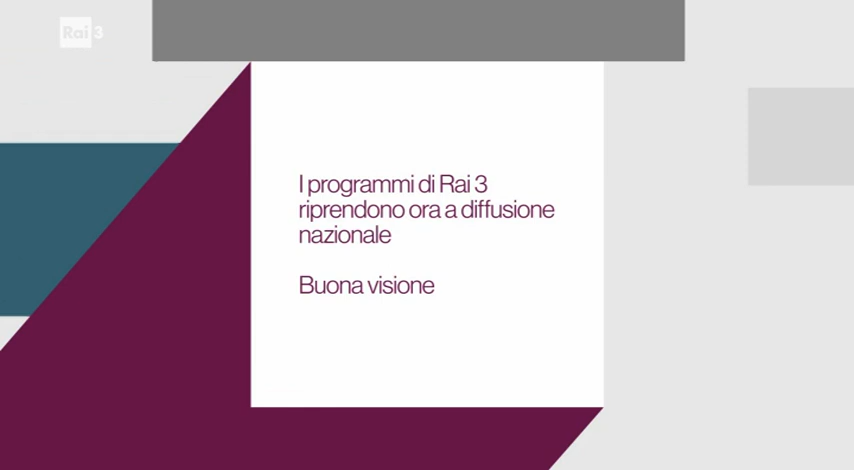 Rai 3
I programmi di Rai 3
riprendono ora a diffusione
nazionale
Buona visione